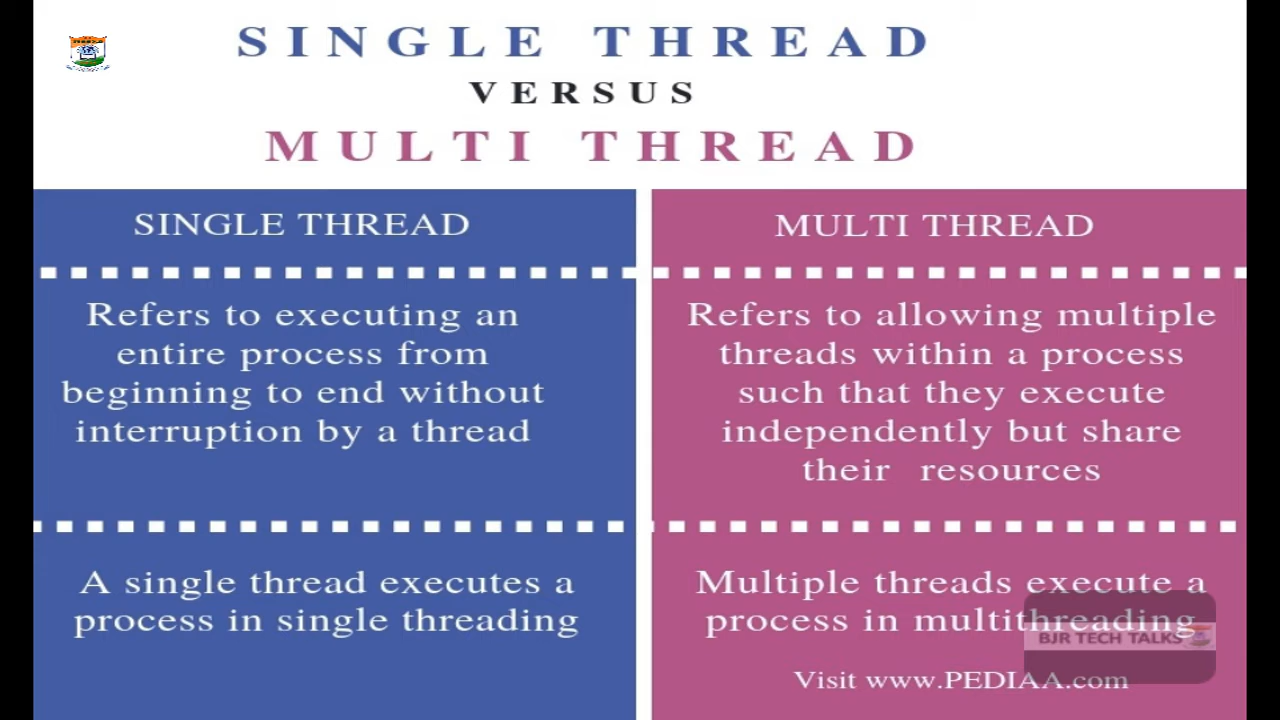 SINGLE THREAD
VERSUS
MULTI THREAD
SINGLE THREAD
Refers to executing an
entire process from
beginning to end without
interruption by a thread
A single thread executes a
process in single threading
MULTI THREAD
Refers to allowing multiple
threads within a process
such that they execute
independently but share
their resources
Multiple threads execute a
process in multithreading
BJR TECH TALKS
Visit www.PEDIAA.com